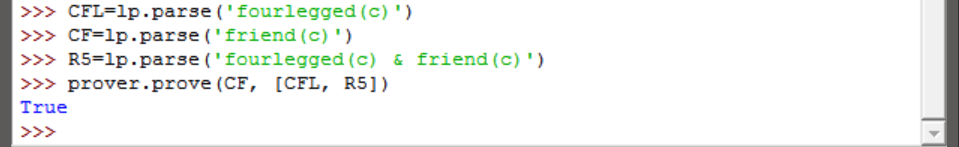 >>> CFL=lp.parse('fourlegged(c)')
>>> CF=lp.parse('friend(c)')
>>> R5=lp.parse('fourlegged(c) & friend(c)')
>>> prover.prove(CF, [CFL, R5])
True
>>>